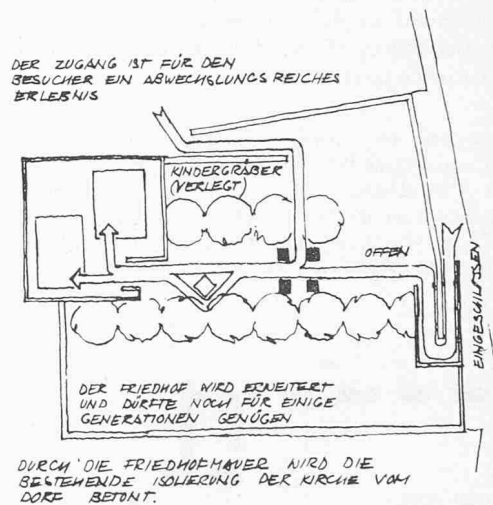 DER ZUGANG IST FÜR DEN
BESUCHER EIN ABWECHSLUNGSREICHES
ERLEBNIS
KINDERGRÄBER
(VERLEGT)
OFFEN
EINGESCHLOSSEN
DER FRIEDHOF WIRD ERWEITERT
UND DÜRFTE NOCH FÜR EINIGE
GENERATIONEN GENÜGEN
DURCH DIE FRIEDHOFMAUER WIRD DIE
BESTEHENDE ISOLIERUNG DER KIRCHE VOM
DORF BETONT.